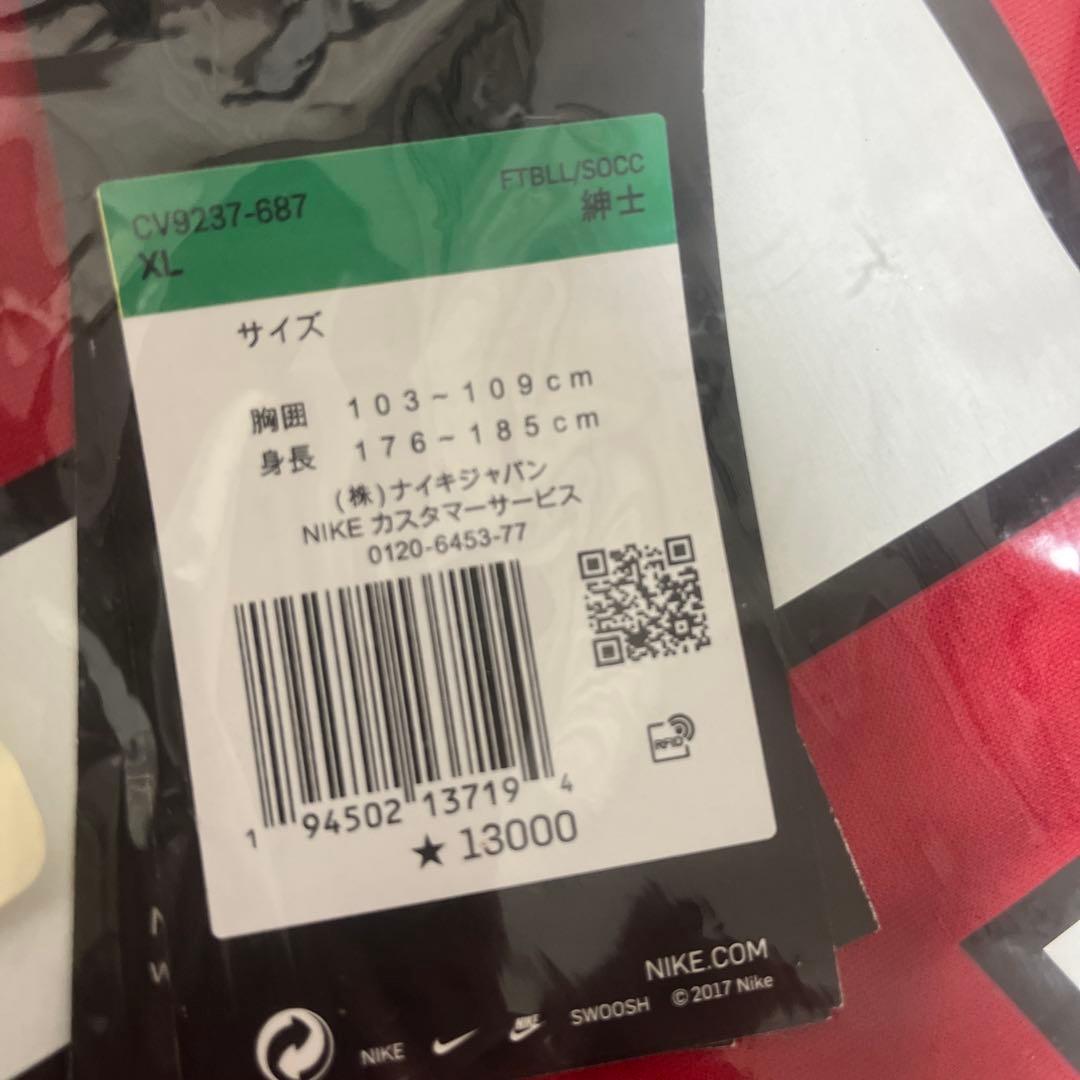 FTBLL/SOCC
CV9237-687
紳士
XL
サイズ
胸囲 103~109cm
身長 176~185cm
(株)ナイキジャパン
NIKE カスタマーサービス
0120-6453-77
RFID
1 94502 13719 4
★ 13000
NIKE.COM
NIKE NIKE SWOOSH © 2017 Nike